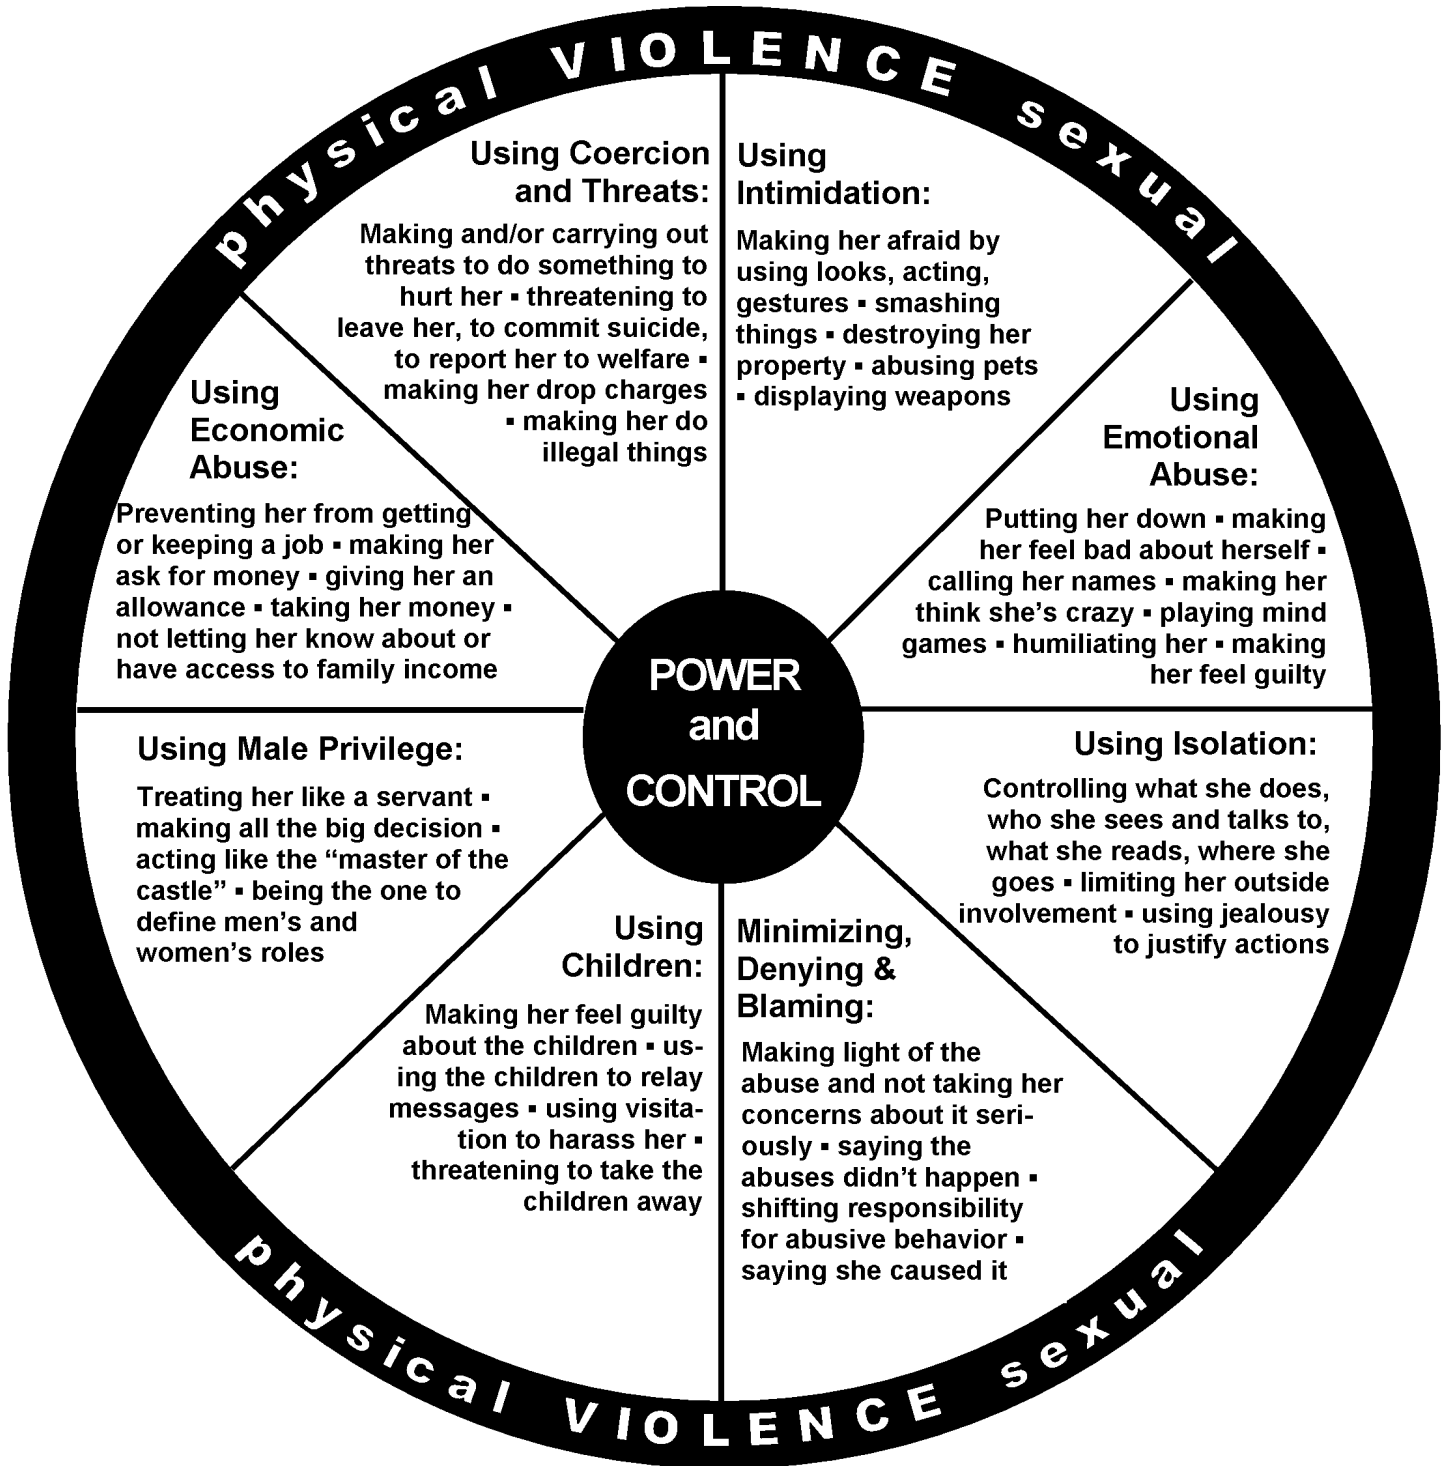 physical VIOLENCE sexual
Using Coercion
and Threats:
Making and/or carrying out
threats to do something to
hurt her ▪ threatening to
leave her, to commit suicide,
to report her to welfare ▪
making her drop charges
▪ making her do
illegal things
Using
Intimidation:
Making her afraid by
using looks, acting,
gestures ▪ smashing
things ▪ destroying her
property ▪ abusing pets
▪ displaying weapons
Using
Emotional
Abuse:
Putting her down ▪ making
her feel bad about herself ▪
calling her names ▪ making her
think she’s crazy ▪ playing mind
games ▪ humiliating her ▪ making
her feel guilty
Using Isolation:
Controlling what she does,
who she sees and talks to,
what she reads, where she
goes ▪ limiting her outside
involvement ▪ using jealousy
to justify actions
Minimizing,
Denying &
Blaming:
Making light of the
abuse and not taking her
concerns about it seri-
ously ▪ saying the
abuses didn’t happen ▪
shifting responsibility
for abusive behavior ▪
saying she caused it
Using
Children:
Making her feel guilty
about the children ▪ us-
ing the children to relay
messages ▪ using visita-
tion to harass her ▪
threatening to take the
children away
Using Male Privilege:
Treating her like a servant ▪
making all the big decision ▪
acting like the “master of the
castle” ▪ being the one to
define men’s and
women’s roles
Using
Economic
Abuse:
Preventing her from getting
or keeping a job ▪ making her
ask for money ▪ giving her an
allowance ▪ taking her money ▪
not letting her know about or
have access to family income
POWER
and
CONTROL
physical VIOLENCE sexual